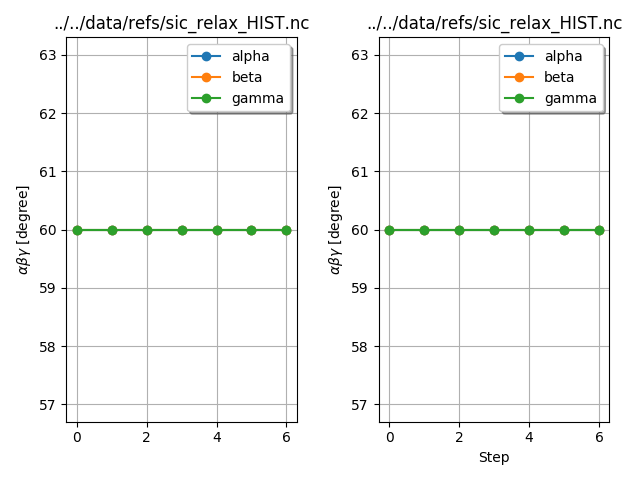 ../../data/refs/sic_relax_HIST.nc
63
62
61
60
59
58
57
αβγ [degree]
alpha
beta
gamma
0
2
4
6
../../data/refs/sic_relax_HIST.nc
63
62
61
60
59
58
57
αβγ [degree]
alpha
beta
gamma
0
2
4
6
Step